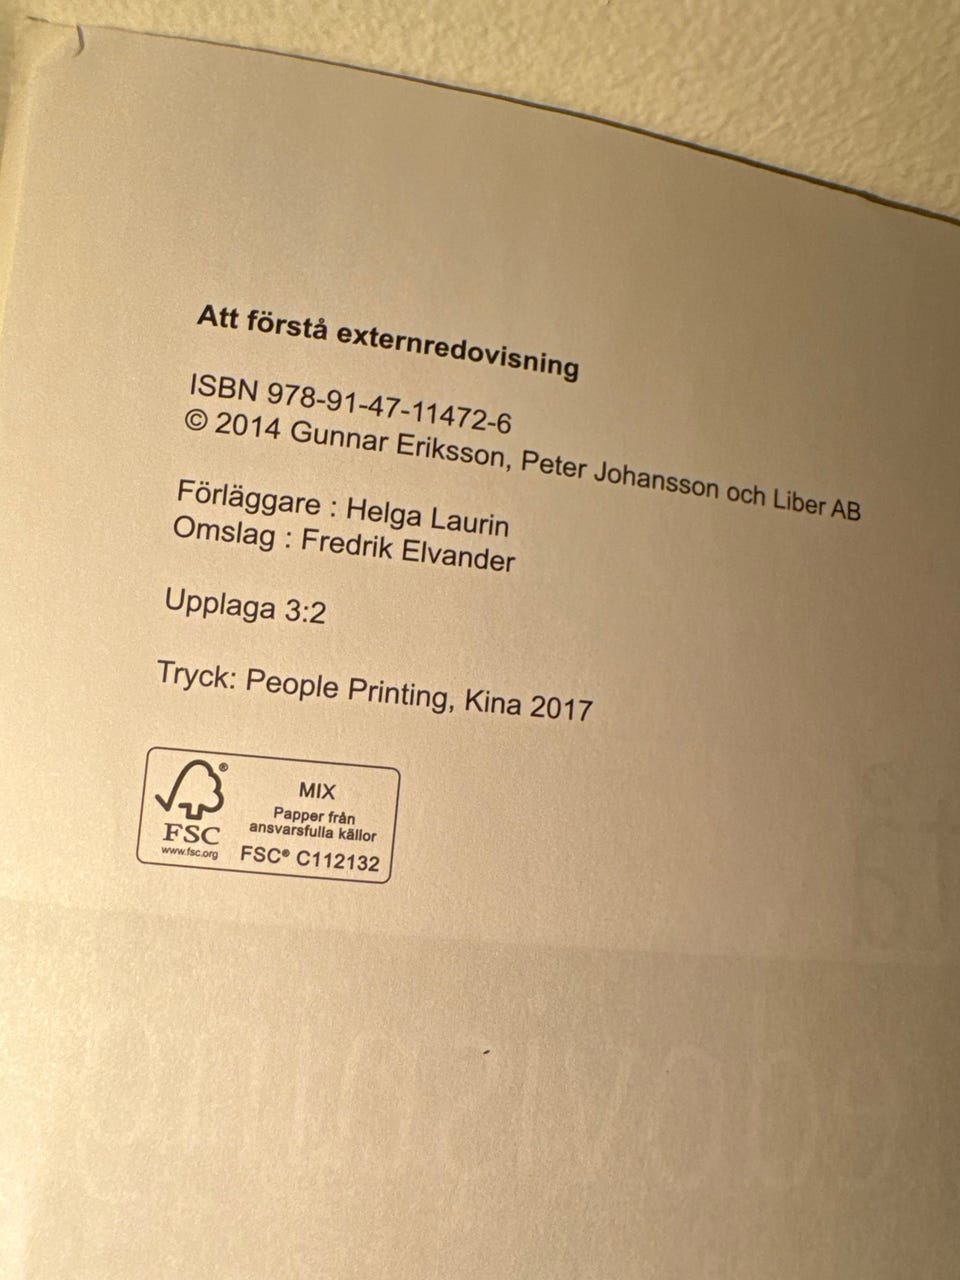 Att förstå externredovisning
ISBN 978-91-47-11472-6
© 2014 Gunnar Eriksson, Peter Johansson och Liber AB
Förläggare : Helga Laurin
Omslag : Fredrik Elvander
Upplaga 3:2
Tryck: People Printing, Kina 2017
®
FSC
www.fsc.org
MIX
Papper från
ansvarsfulla källor
FSC® C112132